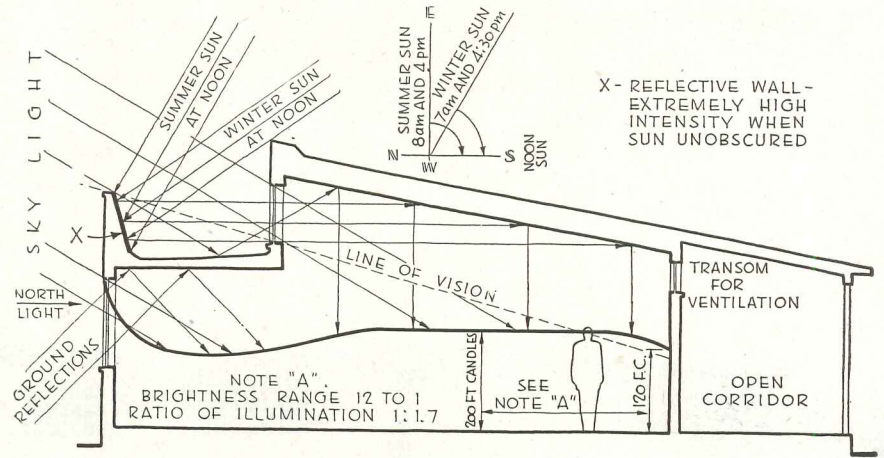 SKY LIGHT
SUMMER SUN
AT NOON
WINTER SUN
AT NOON
E
SUMMER SUN
8am AND 4pm
WINTER SUN
7am AND 4:30pm
N
S
W
NOON
SUN
X - REFLECTIVE WALL -
EXTREMELY HIGH
INTENSITY WHEN
SUN UNOBSCURED
X
LINE OF VISION
TRANSOM
FOR
VENTILATION
NORTH
LIGHT
GROUND
REFLECTIONS
NOTE "A".
BRIGHTNESS RANGE 12 TO 1
RATIO OF ILLUMINATION 1:1.7
200 FT CANDLES
SEE
NOTE "A"
120 F.C.
OPEN
CORRIDOR